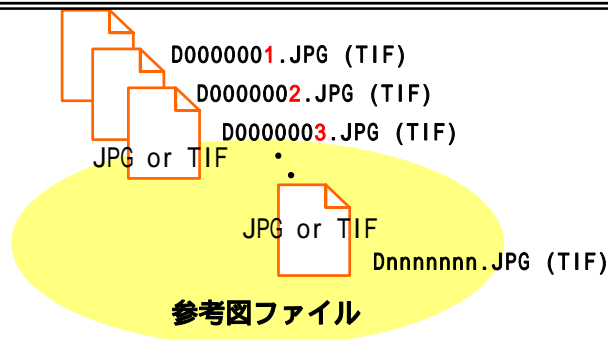 D0000001.JPG (TIF)
D0000002.JPG (TIF)
D0000003.JPG (TIF)
JPG or TIF
・
・
JPG or TIF
Dnnnnnnn.JPG (TIF)
参考図ファイル